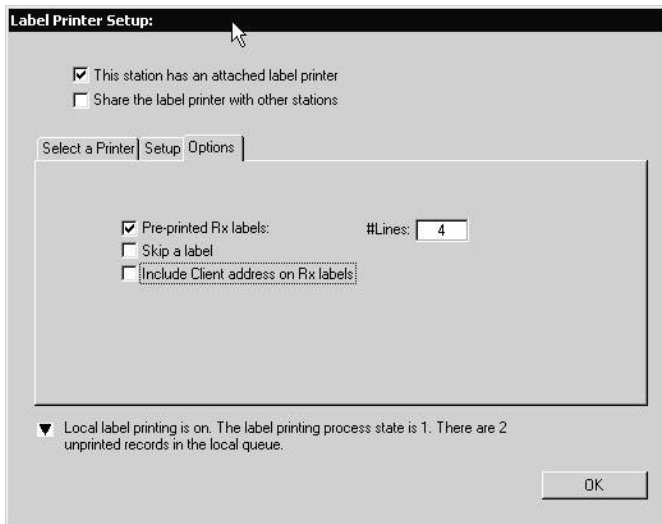 Label Printer Setup:
This station has an attached label printer
Share the label printer with other stations
Select a Printer Setup Options
Pre-printed Rx labels: #Lines: 4
Skip a label
Include Client address on Rx labels
Local label printing is on. The label printing process state is 1. There are 2
unprinted records in the local queue.
OK